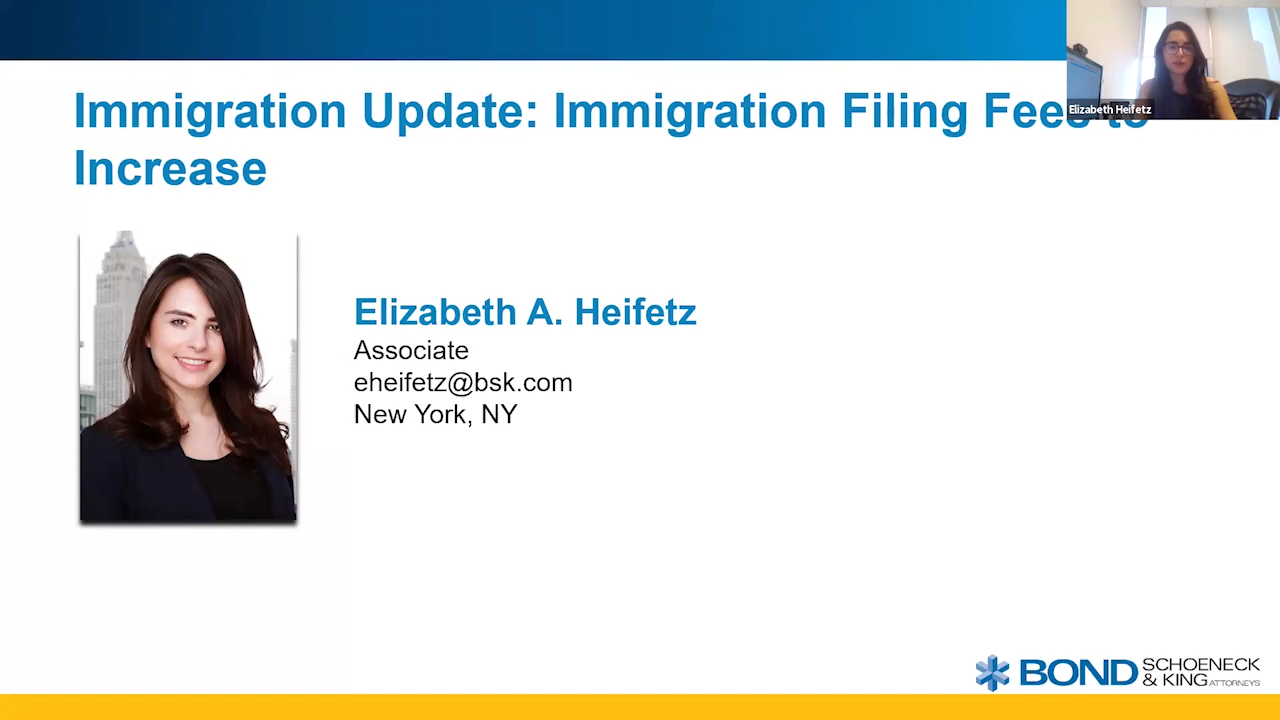 Immigration Update: Immigration Filing Fees to
Increase
Elizabeth Heifetz
Elizabeth A. Heifetz
Associate
eheifetz@bsk.com
New York, NY
BOND SCHOENECK
& KING ATTORNEYS